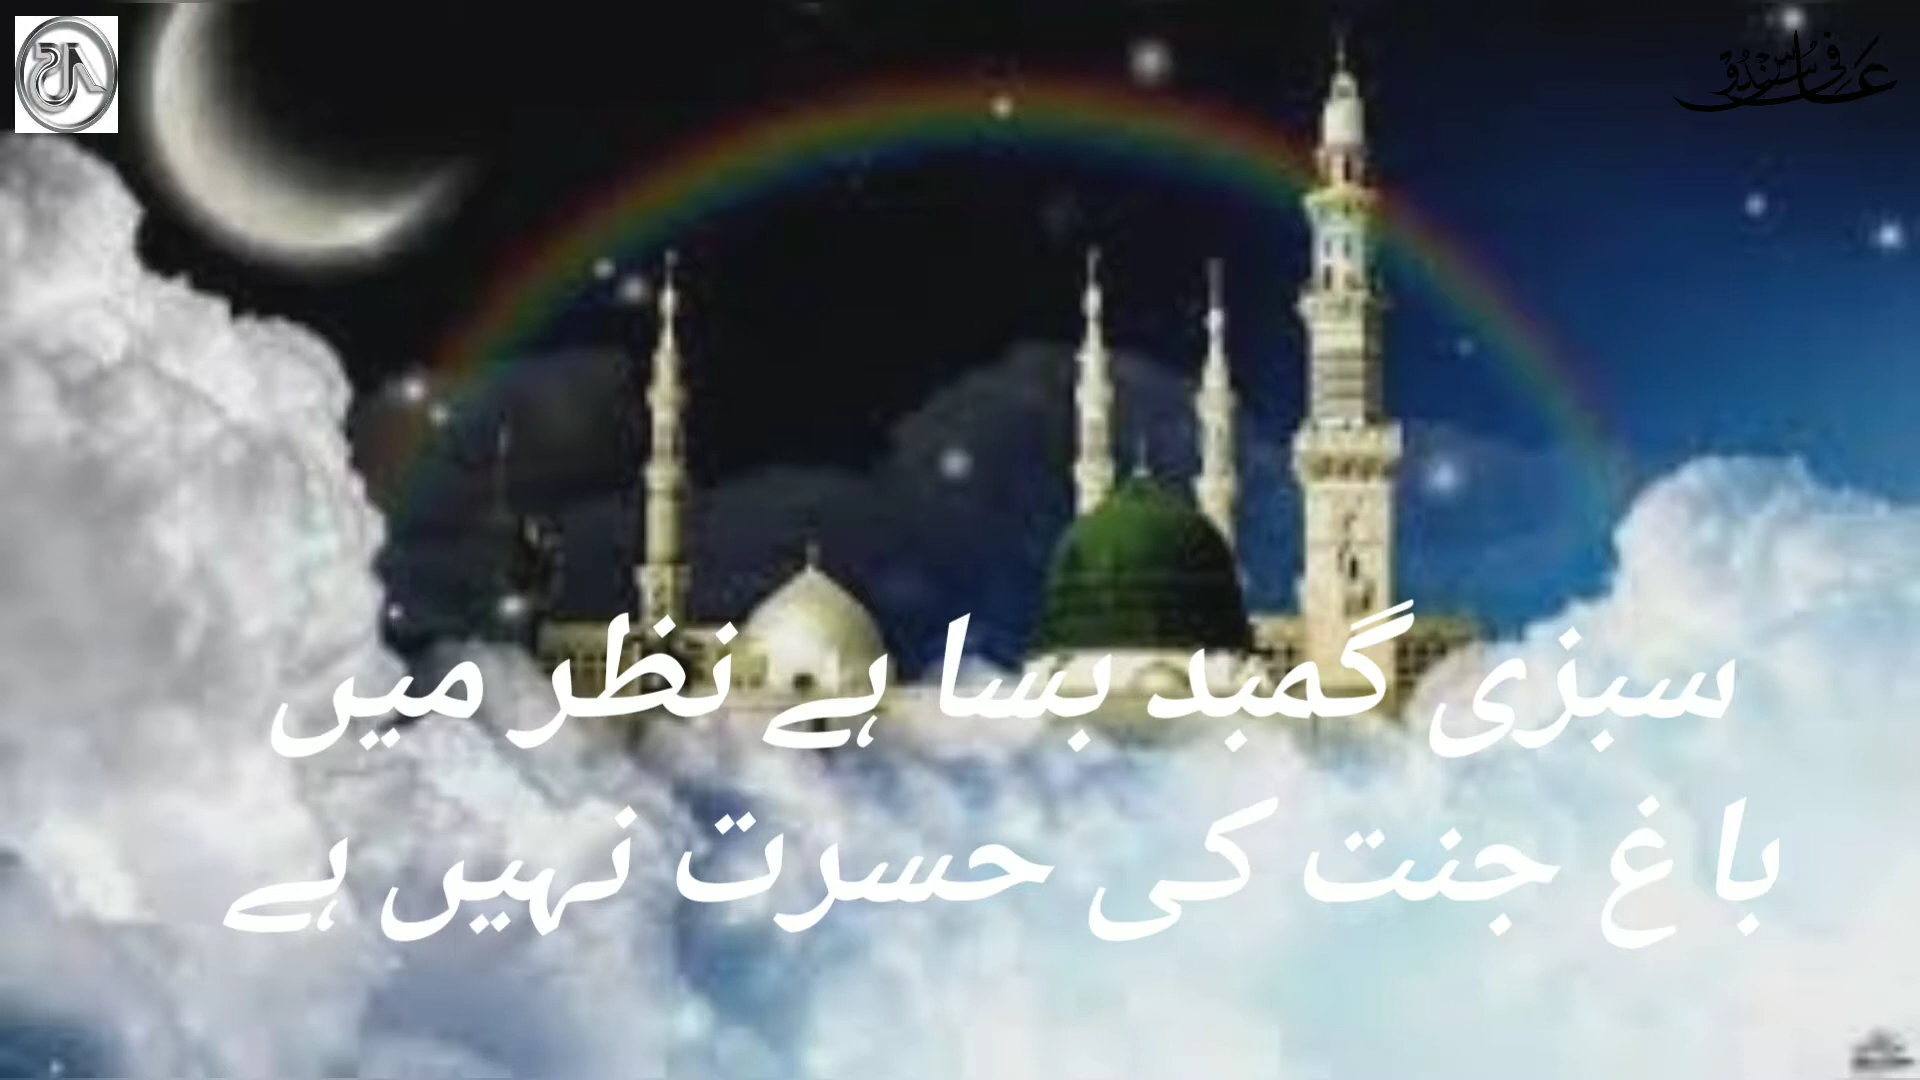 سبزی گمبد بسا ہے نظر میں
باغ جنت کی حسرت نہیں ہے